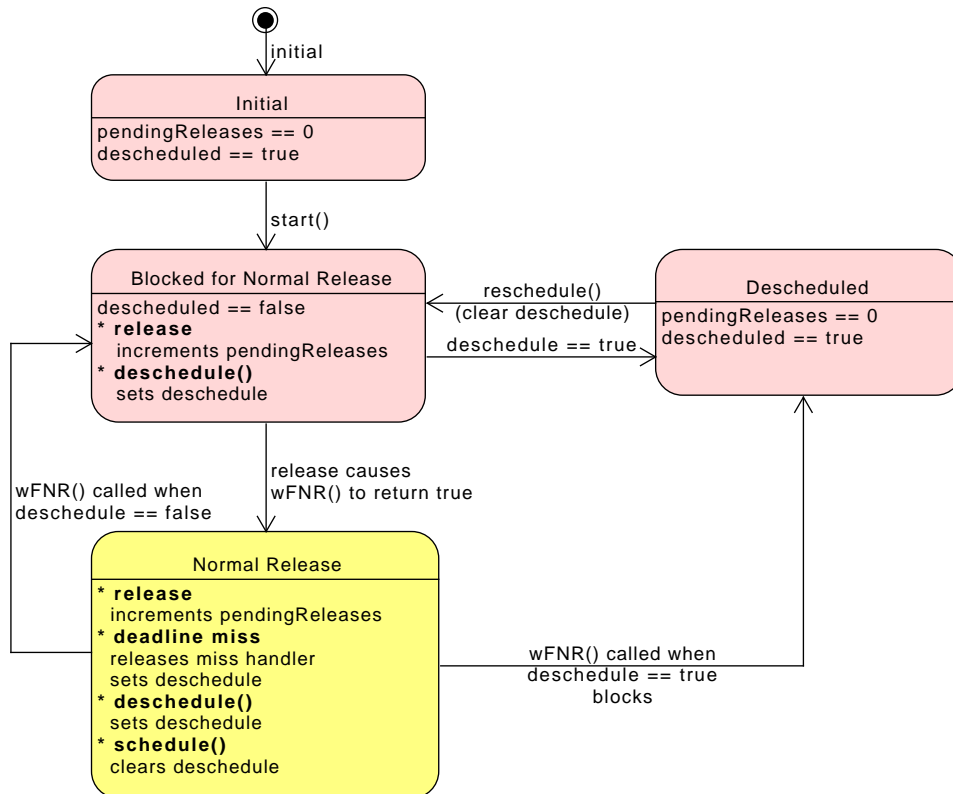 initial
Initial
pendingReleases == 0
descheduled == true
start()
Blocked for Normal Release
descheduled == false
* release
increments pendingReleases
* deschedule()
sets deschedule
reschedule()
(clear deschedule)
deschedule == true
Descheduled
pendingReleases == 0
descheduled == true
wFNR() called when
deschedule == false
release causes
wFNR() to return true
Normal Release
* release
increments pendingReleases
* deadline miss
releases miss handler
sets deschedule
* deschedule()
sets deschedule
* schedule()
clears deschedule
wFNR() called when
deschedule == true
blocks